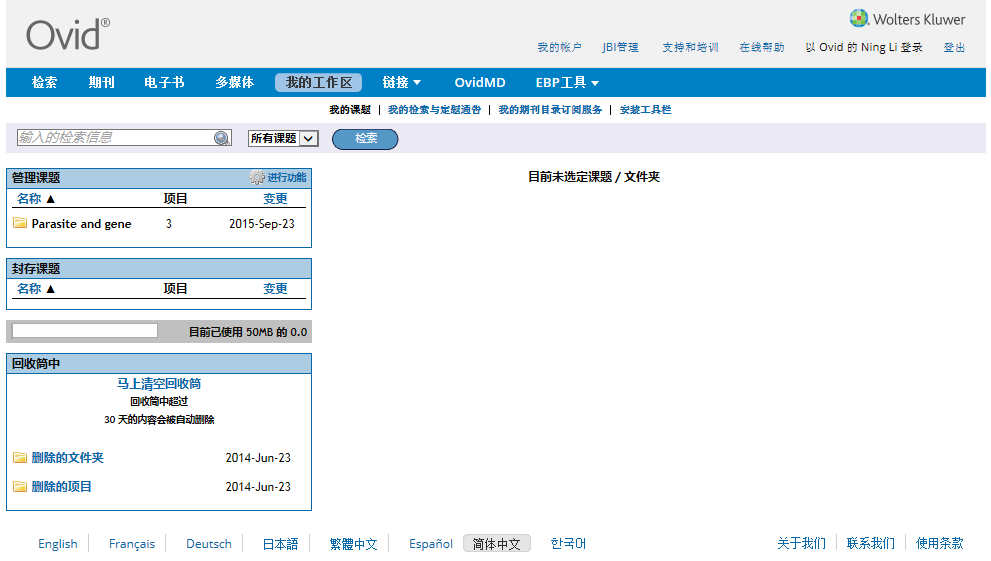 Ovid®
Wolters Kluwer
我的帐户 JBI管理 支持和培训 在线帮助 以 Ovid 的 Ning Li 登录 登出
检索 期刊 电子书 多媒体 我的工作区 链接 OvidMD EBP工具
我的课题 | 我的检索与定题通告 | 我的期刊目录订阅服务 | 安装工具栏
输入的检索信息 所有课题 检索
管理课题 进行功能
名称 ▲ 项目 变更
Parasite and gene 3 2015-Sep-23
目前未选定课题 / 文件夹
封存课题
名称 ▲ 项目 变更
目前已使用 50MB 的 0.0
回收筒中
马上清空回收筒
回收筒中超过
30 天的内容会被自动删除
删除的文件夹 2014-Jun-23
删除的项目 2014-Jun-23
English Français Deutsch 日本語 繁體中文 Español 简体中文 한국어 关于我们 联系我们 使用条款